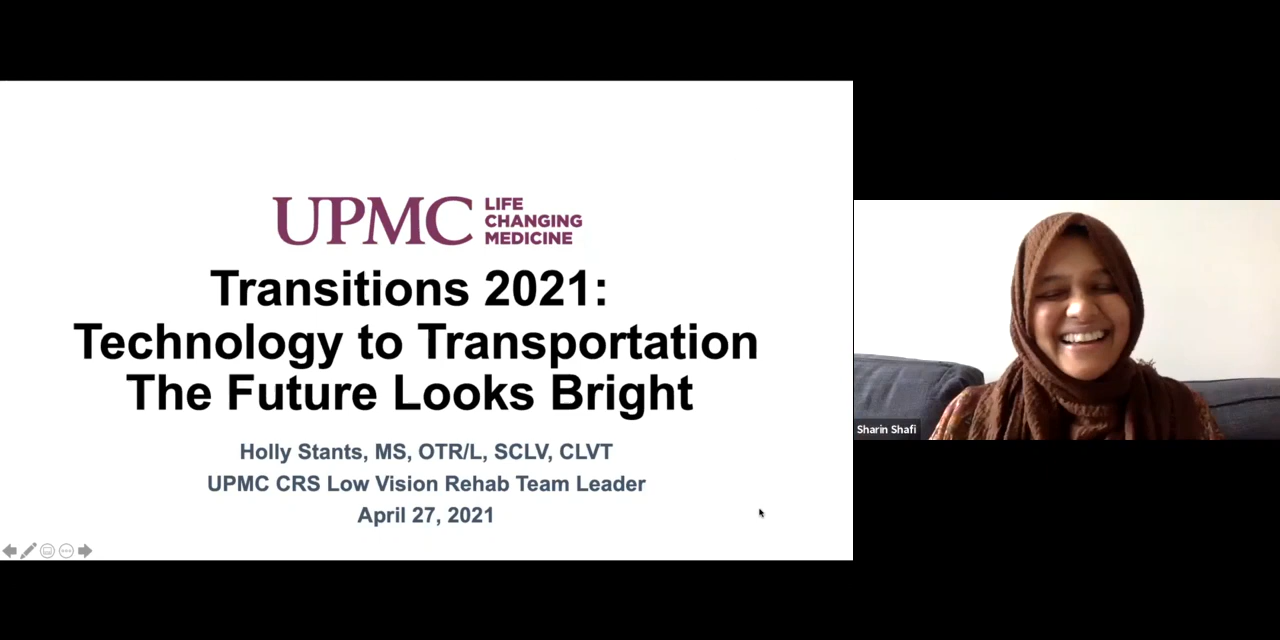 UPMC
LIFE
CHANGING
MEDICINE
Transitions 2021:
Technology to Transportation
The Future Looks Bright
Holly Stants, MS, OTR/L, SCLV, CLVT
UPMC CRS Low Vision Rehab Team Leader
April 27, 2021
Sharin Shafi